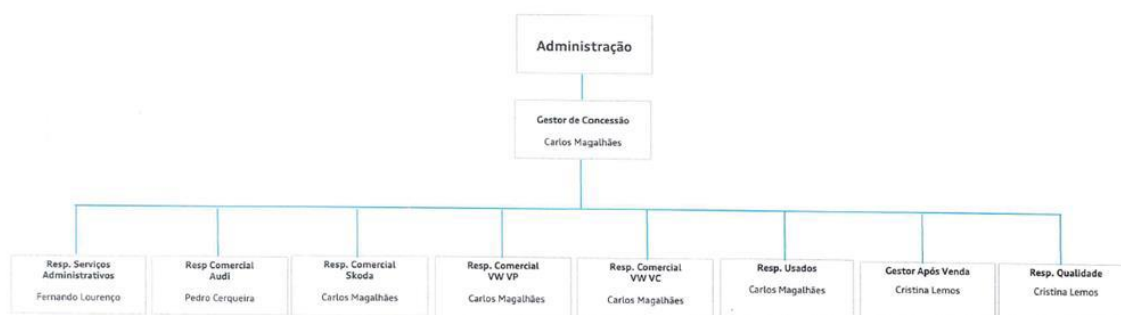 Administração
Gestor de Concessão
Carlos Magalhães
Resp. Serviços
Administrativos
Fernando Lourenço
Resp Comercial
Audi
Pedro Cerqueira
Resp. Comercial
Skoda
Carlos Magalhães
Resp. Comercial
VW VP
Carlos Magalhães
Resp. Comercial
VW VC
Carlos Magalhães
Resp. Usados
Carlos Magalhães
Gestor Após Venda
Cristina Lemos
Resp. Qualidade
Cristina Lemos